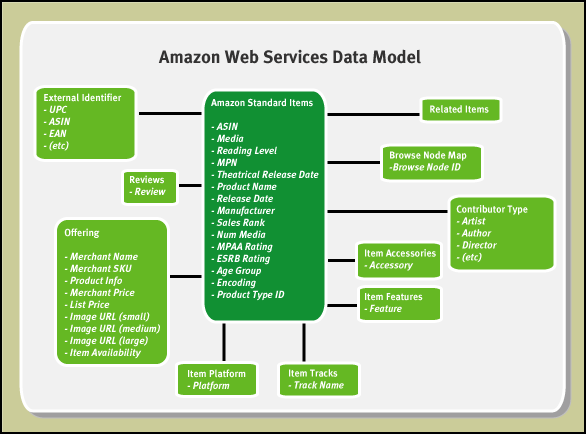 Amazon Web Services Data Model
External Identifier
- UPC
- ASIN
- EAN
- (etc)
Reviews
- Review
Offering
- Merchant Name
- Merchant SKU
- Product Info
- Merchant Price
- List Price
- Image URL (small)
- Image URL (medium)
- Image URL (large)
- Item Availability
Amazon Standard Items
- ASIN
- Media
- Reading Level
- MPN
- Theatrical Release Date
- Product Name
- Release Date
- Manufacturer
- Sales Rank
- Num Media
- MPAA Rating
- ESRB Rating
- Age Group
- Encoding
- Product Type ID
Related Items
Browse Node Map
-Browse Node ID
Contributor Type
- Artist
- Author
- Director
- (etc)
Item Accessories
- Accessory
Item Features
- Feature
Item Platform
- Platform
Item Tracks
- Track Name